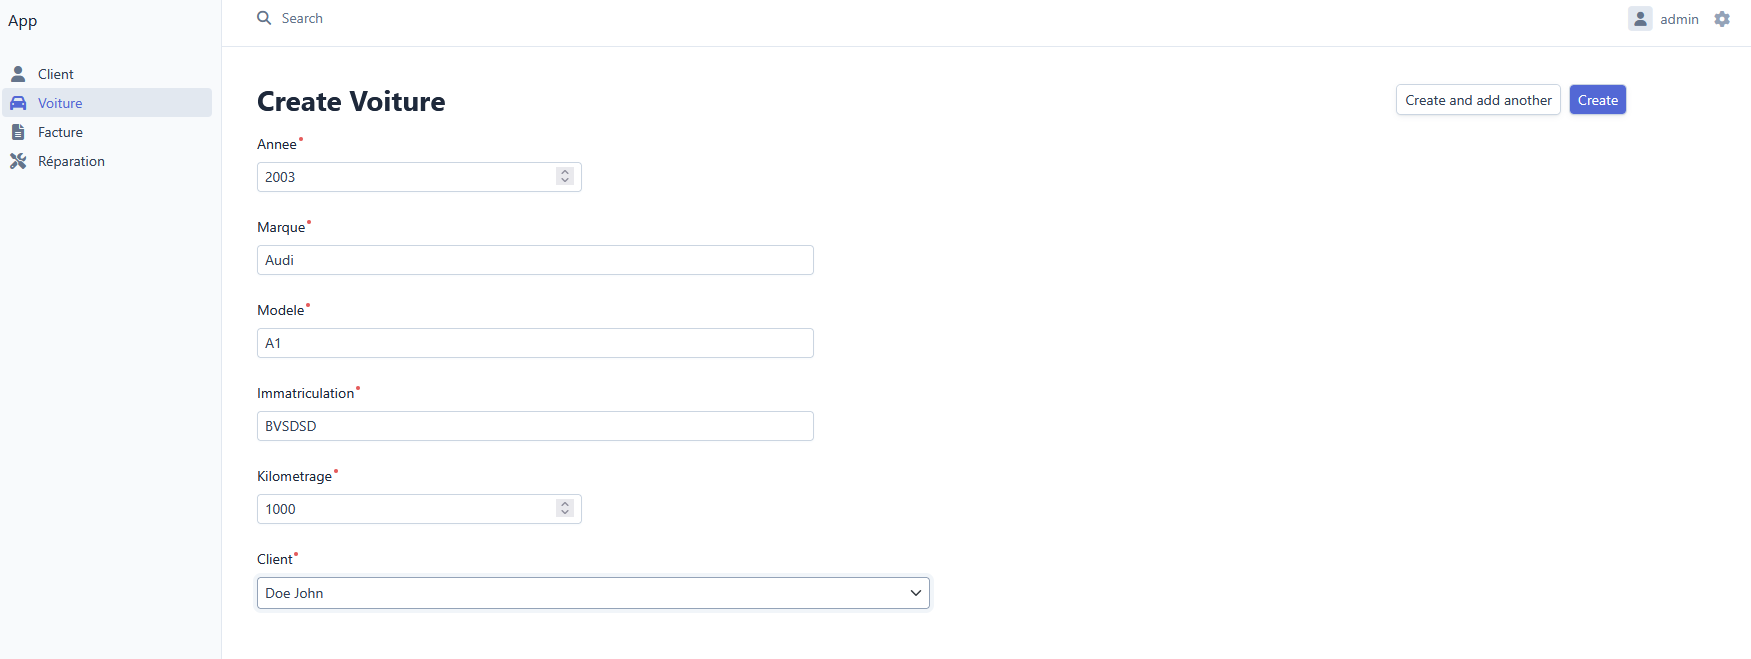 App
Search
admin
Client
Voiture
Facture
Réparation
Create Voiture
Create and add another
Create
Annee
2003
Marque
Audi
Modele
A1
Immatriculation
BVSDSD
Kilometrage
1000
Client
Doe John